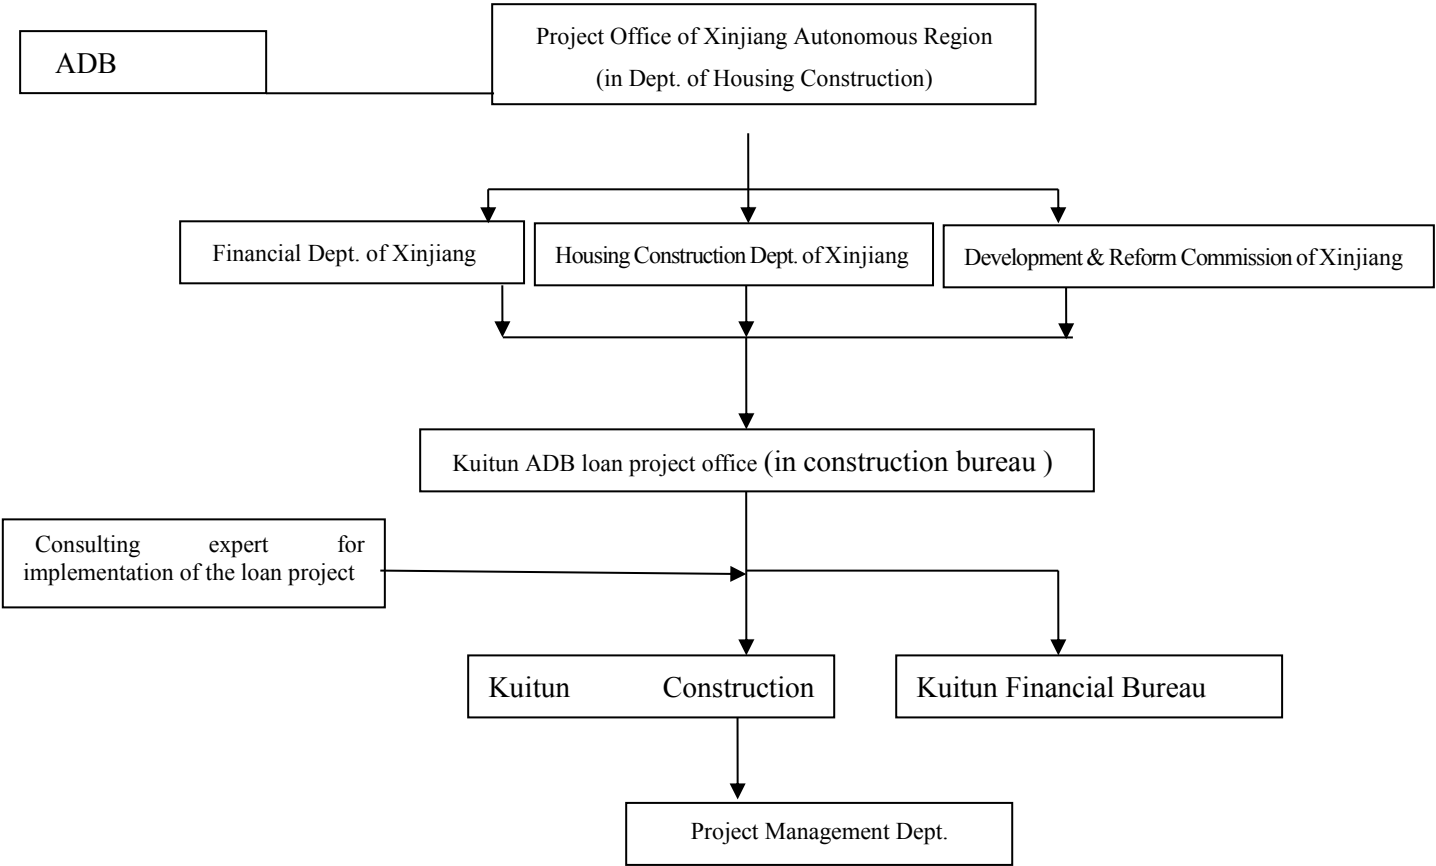 ADB
Project Office of Xinjiang Autonomous Region
(in Dept. of Housing Construction)
Financial Dept. of Xinjiang
Housing Construction Dept. of Xinjiang
Development & Reform Commission of Xinjiang
Kuitun ADB loan project office (in construction bureau )
Consulting expert for
implementation of the loan project
Kuitun Construction
Kuitun Financial Bureau
Project Management Dept.